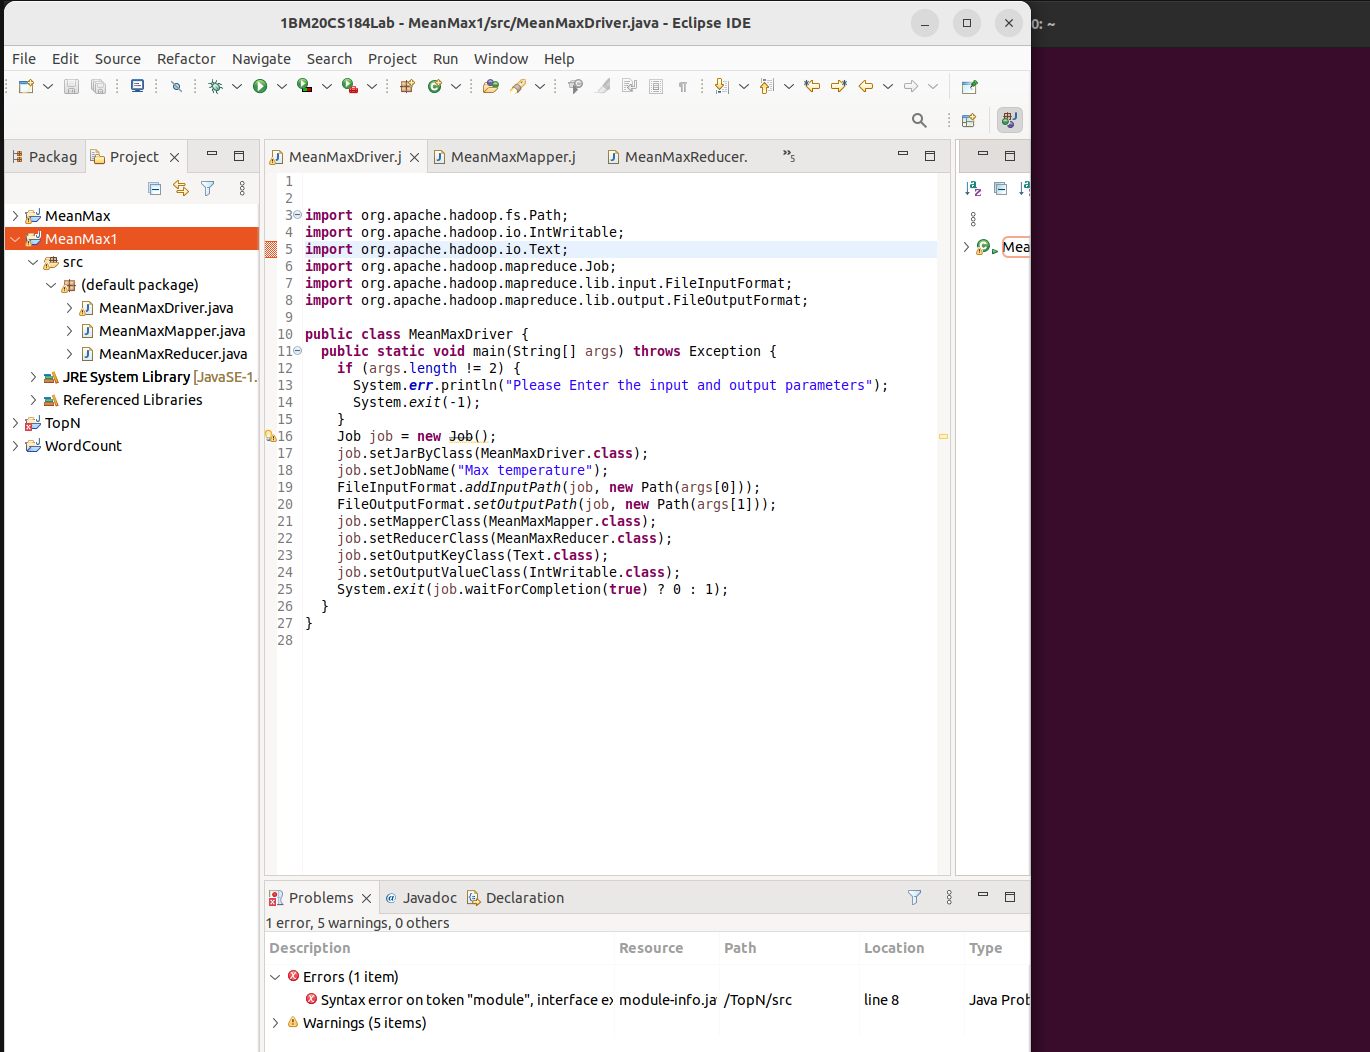 1BM20CS184Lab - MeanMax1/src/MeanMaxDriver.java - Eclipse IDE
0: ~
File Edit Source Refactor Navigate Search Project Run Window Help
Packag Project
MeanMax
MeanMax1
src
(default package)
MeanMaxDriver.java
MeanMaxMapper.java
MeanMaxReducer.java
JRE System Library [JavaSE-1.
Referenced Libraries
TopN
WordCount
MeanMaxDriver.j MeanMaxMapper.j MeanMaxReducer. »5
1
2
3 import org.apache.hadoop.fs.Path;
4 import org.apache.hadoop.io.IntWritable;
5 import org.apache.hadoop.io.Text;
6 import org.apache.hadoop.mapreduce.Job;
7 import org.apache.hadoop.mapreduce.lib.input.FileInputFormat;
8 import org.apache.hadoop.mapreduce.lib.output.FileOutputFormat;
9
10 public class MeanMaxDriver {
11 public static void main(String[] args) throws Exception {
12 if (args.length != 2) {
13 System.err.println("Please Enter the input and output parameters");
14 System.exit(-1);
15 }
16 Job job = new Job();
17 job.setJarByClass(MeanMaxDriver.class);
18 job.setJobName("Max temperature");
19 FileInputFormat.addInputPath(job, new Path(args[0]));
20 FileOutputFormat.setOutputPath(job, new Path(args[1]));
21 job.setMapperClass(MeanMaxMapper.class);
22 job.setReducerClass(MeanMaxReducer.class);
23 job.setOutputKeyClass(Text.class);
24 job.setOutputValueClass(IntWritable.class);
25 System.exit(job.waitForCompletion(true) ? 0 : 1);
26 }
27 }
28
Mea
Problems @ Javadoc Declaration
1 error, 5 warnings, 0 others
Description Resource Path Location Type
Errors (1 item)
Syntax error on token "module", interface ex module-info.ja /TopN/src line 8 Java Prob
Warnings (5 items)